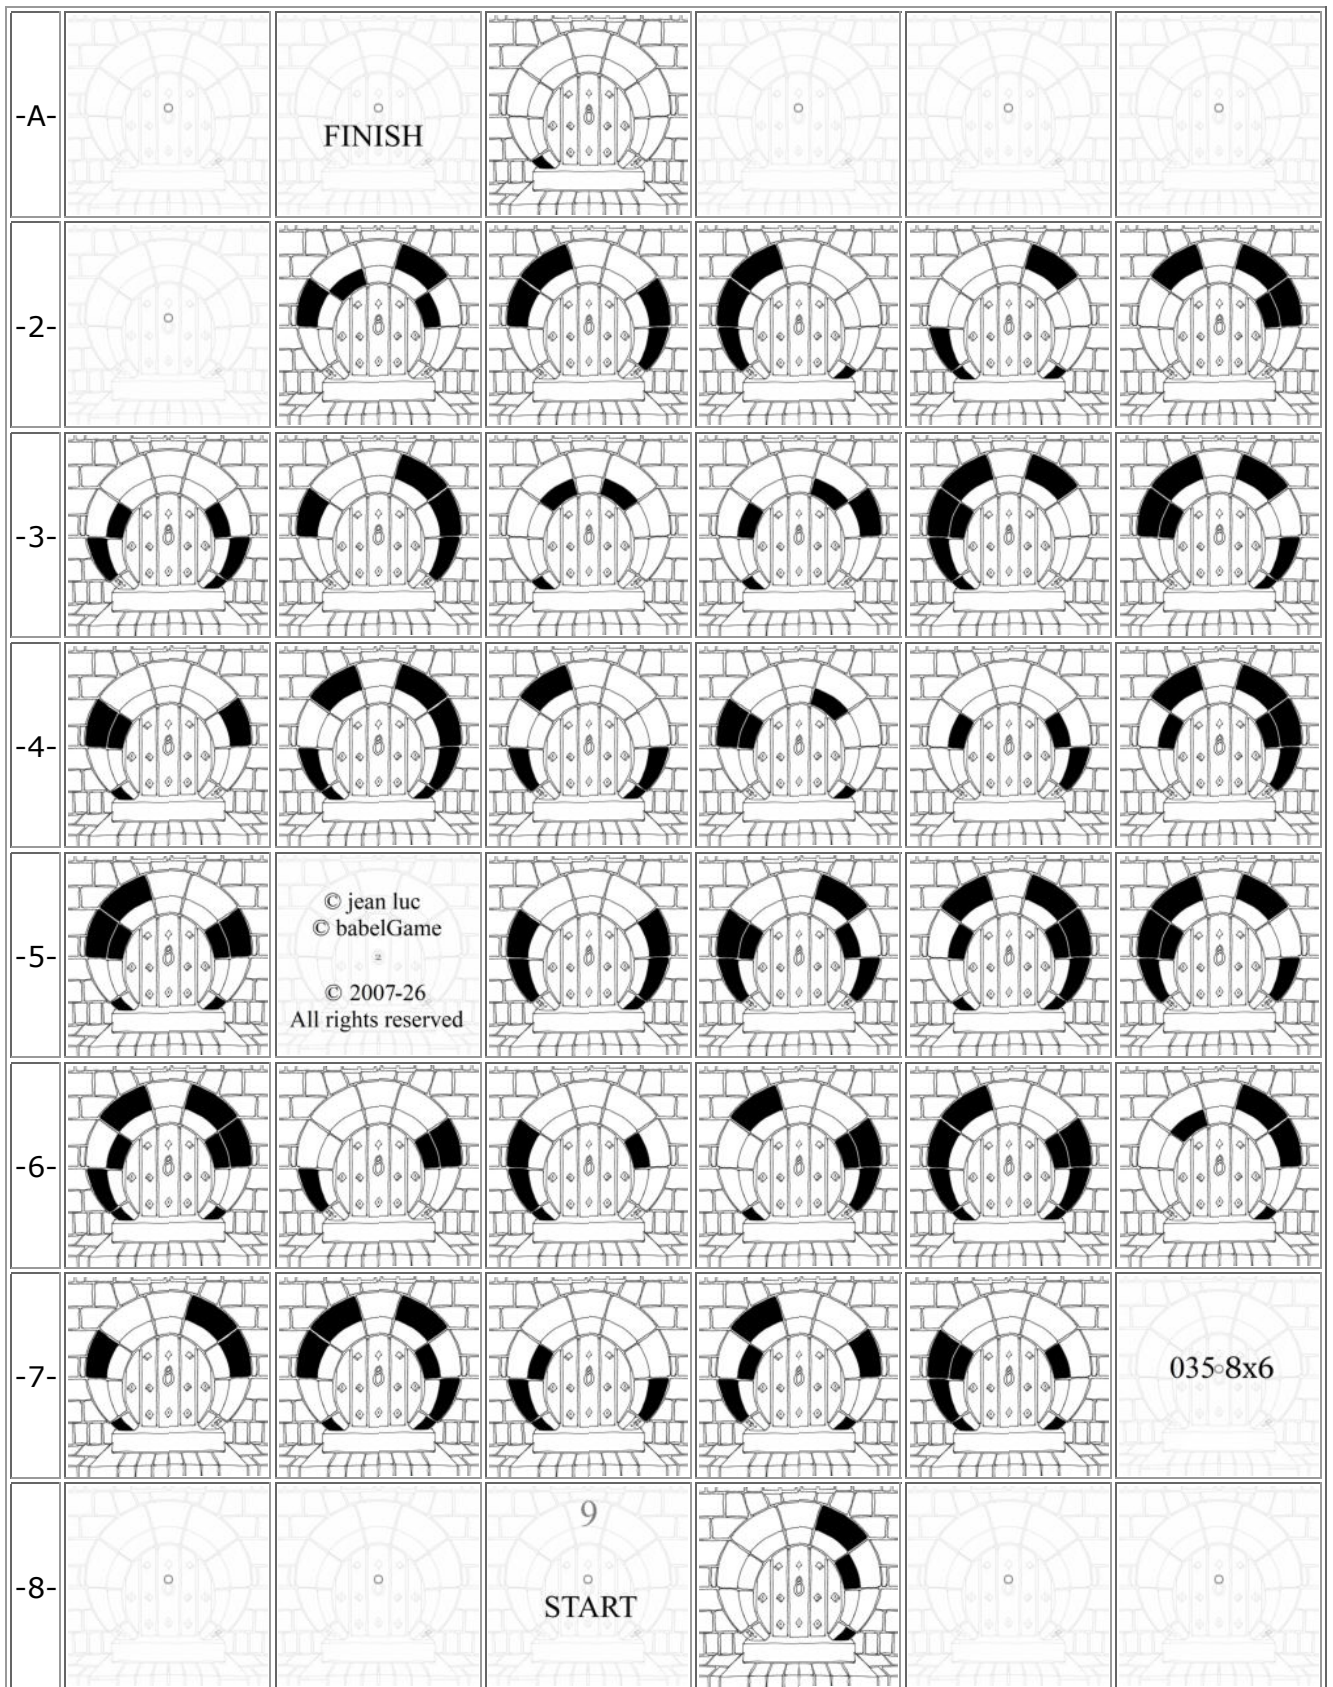 -A-
FINISH
-2-
-3-
-4-
-5-
© jean luc
© babelGame
© 2007-26
All rights reserved
-6-
-7-
035 8x6
-8-
9
START